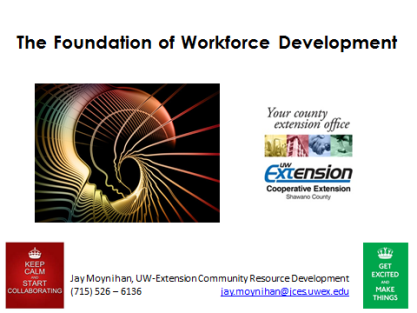 The Foundation of Workforce Development
Your county
extension office
UW
Extension
Cooperative Extension
Shawano County
KEEP
CALM
AND
START
COLLABORATING
Jay Moynihan, UW-Extension Community Resource Development
(715) 526 – 6136 jay.moynihan@jces.uwex.edu
GET
EXCITED
AND
MAKE
THINGS